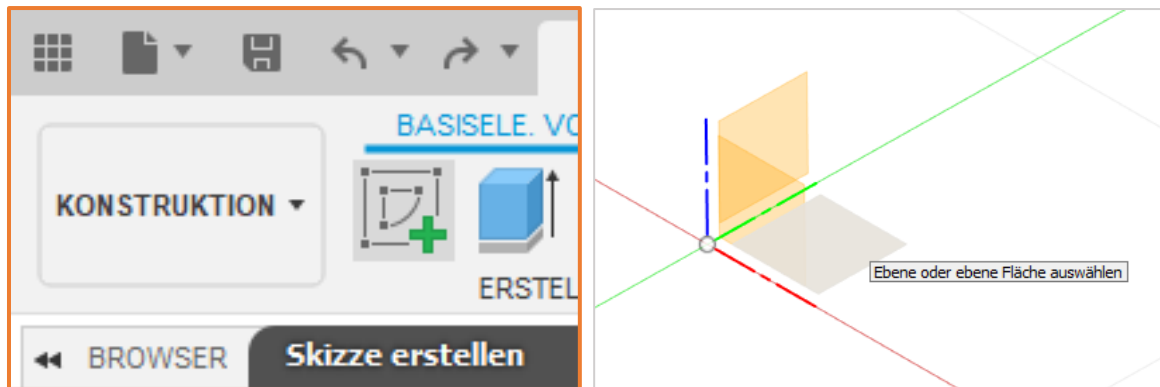 BASISELE. VO
KONSTRUKTION
ERSTEL
BROWSER
Skizze erstellen
Ebene oder ebene Fläche auswählen